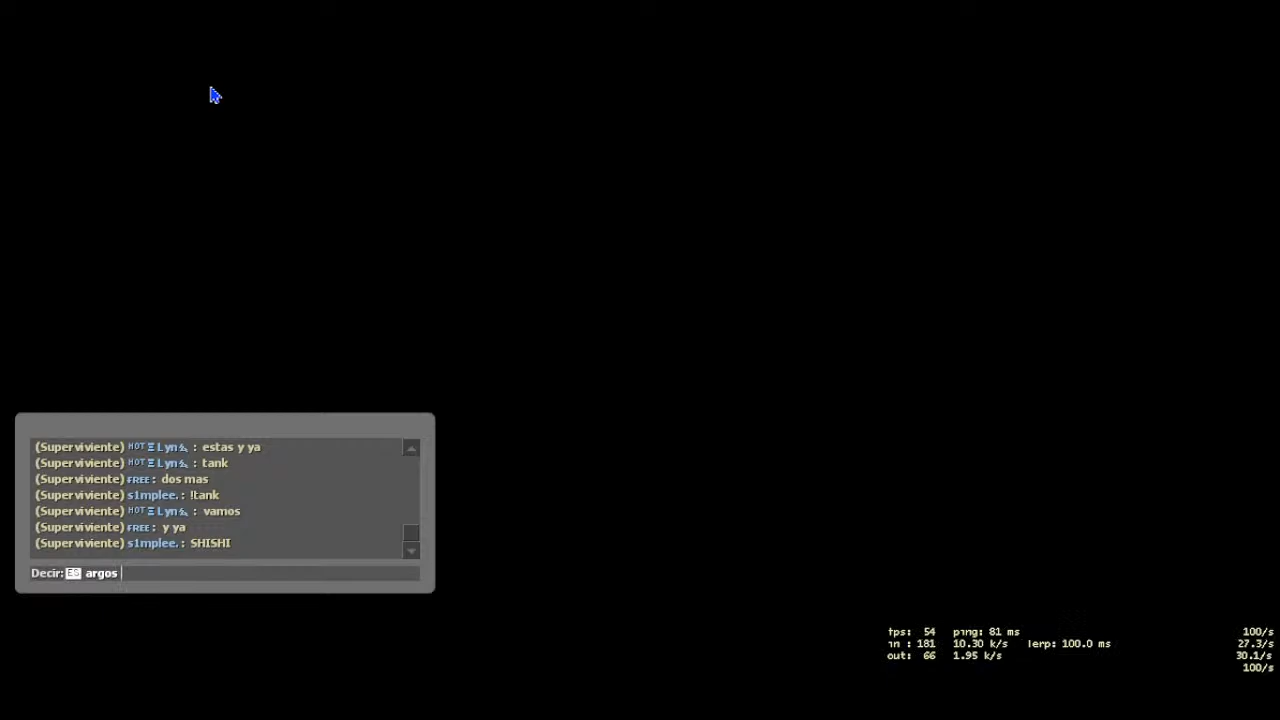 (Superviviente) ᴴᴼᵀ Ξ Lyn : estas y ya
(Superviviente) ᴴᴼᵀ Ξ Lyn : tank
(Superviviente) FREE : dos mas
(Superviviente) s1mplee. : !tank
(Superviviente) ᴴᴼᵀ Ξ Lyn : vamos
(Superviviente) FREE : y ya
(Superviviente) s1mplee. : SHISHI
Decir: ES argos
fps: 54 ping: 81 ms 100/s
in : 181 10.30 k/s lerp: 100.0 ms 27.3/s
out: 66 1.95 k/s 30.1/s
100/s